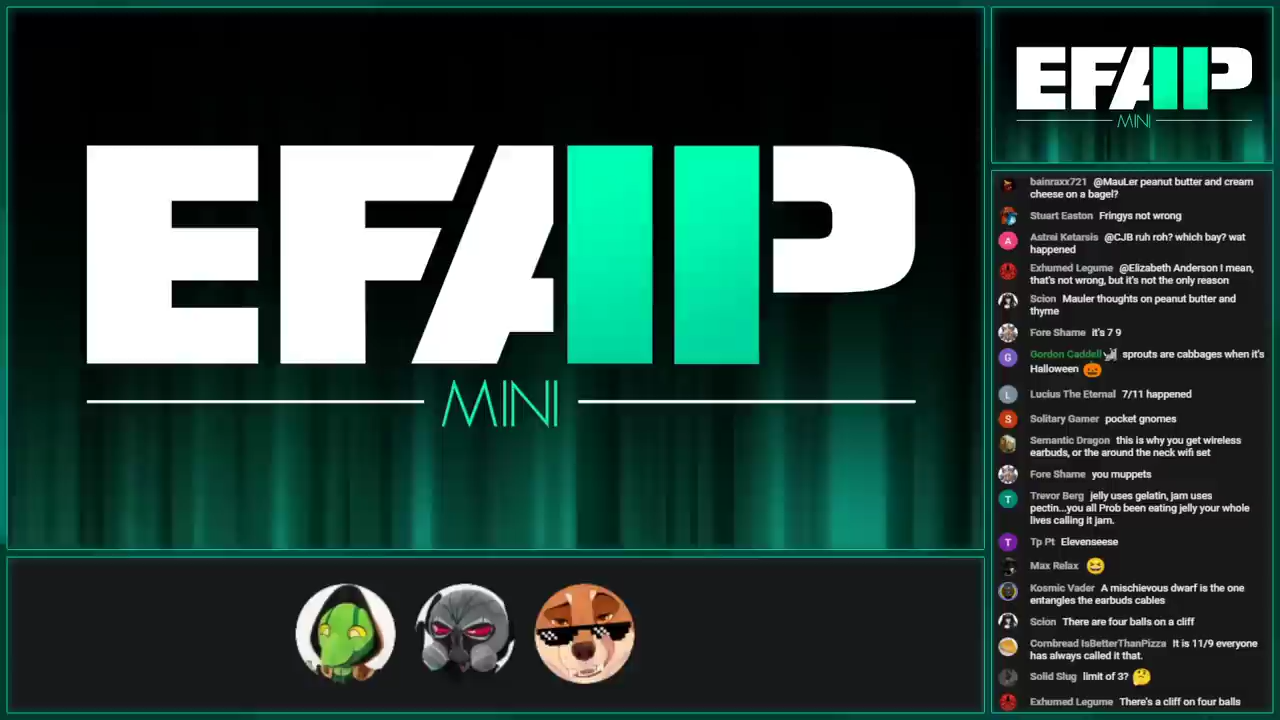 EFAP
MINI
EFAP
MINI
bainraxx721 @MauLer peanut butter and cream
cheese on a bagel?
Stuart Easton Fringys not wrong
A
Astrei Ketarsis @CJB ruh roh? which bay? wat
happened
Exhumed Legume @Elizabeth Anderson I mean,
that's not wrong, but it's not the only reason
Scion Mauler thoughts on peanut butter and
thyme
Fore Shame it's 7 9
G
Gordon Caddell sprouts are cabbages when it's
Halloween 🎃
L
Lucius The Eternal 7/11 happened
S
Solitary Gamer pocket gnomes
Semantic Dragon this is why you get wireless
earbuds, or the around the neck wifi set
Fore Shame you muppets
T
Trevor Berg jelly uses gelatin, jam uses
pectin...you all Prob been eating jelly your whole
lives calling it jam.
T
Tp Pt Elevenseese
Max Relax 😆
Kosmic Vader A mischievous dwarf is the one
entangles the earbuds cables
Scion There are four balls on a cliff
Cornbread IsBetterThanPizza It is 11/9 everyone
has always called it that.
Solid Slug limit of 3? 🤔
Exhumed Legume There's a cliff on four balls